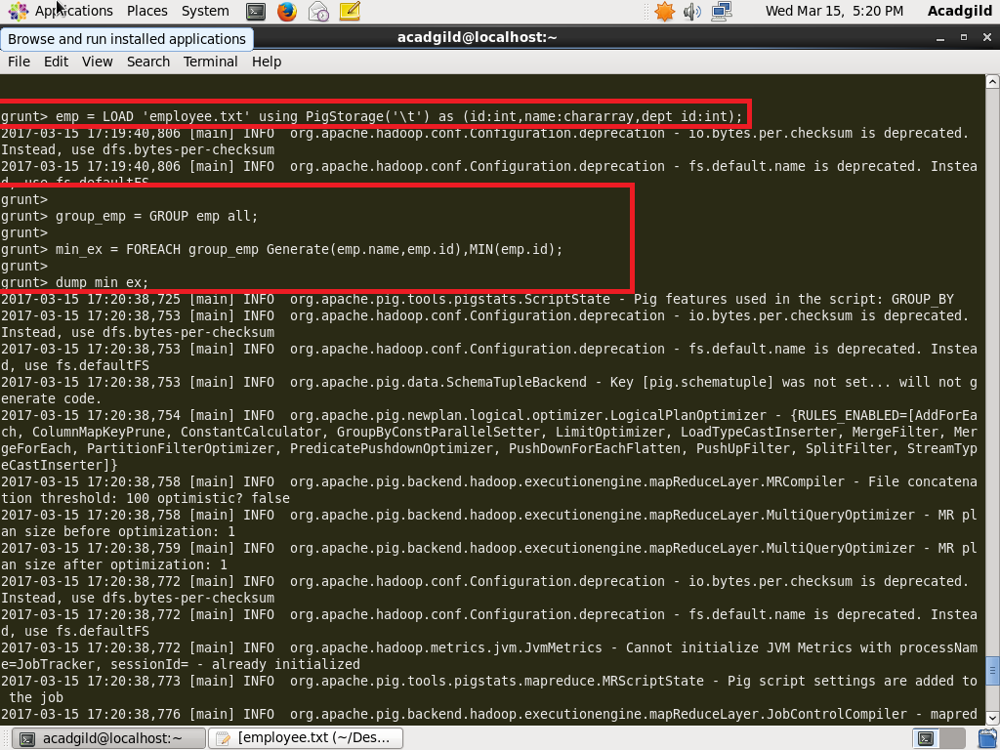 Applications Places System Wed Mar 15, 5:20 PM Acadgild
Browse and run installed applications
acadgild@localhost:~
File Edit View Search Terminal Help
grunt> emp = LOAD 'employee.txt' using PigStorage('\t') as (id:int,name:chararray,dept id:int);
2017-03-15 17:19:40,806 [main] INFO  org.apache.hadoop.conf.Configuration.deprecation - io.bytes.per.checksum is deprecated.
Instead, use dfs.bytes-per-checksum
2017-03-15 17:19:40,806 [main] INFO  org.apache.hadoop.conf.Configuration.deprecation - fs.default.name is deprecated. Instea
d, use fs.defaultFS
grunt>
grunt> group_emp = GROUP emp all;
grunt>
grunt> min_ex = FOREACH group_emp Generate(emp.name,emp.id),MIN(emp.id);
grunt>
grunt> dump min ex;
2017-03-15 17:20:38,725 [main] INFO  org.apache.pig.tools.pigstats.ScriptState - Pig features used in the script: GROUP_BY
2017-03-15 17:20:38,753 [main] INFO  org.apache.hadoop.conf.Configuration.deprecation - io.bytes.per.checksum is deprecated.
Instead, use dfs.bytes-per-checksum
2017-03-15 17:20:38,753 [main] INFO  org.apache.hadoop.conf.Configuration.deprecation - fs.default.name is deprecated. Instea
d, use fs.defaultFS
2017-03-15 17:20:38,753 [main] INFO  org.apache.pig.data.SchemaTupleBackend - Key [pig.schematuple] was not set... will not g
enerate code.
2017-03-15 17:20:38,754 [main] INFO  org.apache.pig.newplan.logical.optimizer.LogicalPlanOptimizer - {RULES_ENABLED=[AddForEa
ch, ColumnMapKeyPrune, ConstantCalculator, GroupByConstParallelSetter, LimitOptimizer, LoadTypeCastInserter, MergeFilter, Mer
geForEach, PartitionFilterOptimizer, PredicatePushdownOptimizer, PushDownForEachFlatten, PushUpFilter, SplitFilter, StreamTyp
eCastInserter]}
2017-03-15 17:20:38,758 [main] INFO  org.apache.pig.backend.hadoop.executionengine.mapReduceLayer.MRCompiler - File concatena
tion threshold: 100 optimistic? false
2017-03-15 17:20:38,758 [main] INFO  org.apache.pig.backend.hadoop.executionengine.mapReduceLayer.MultiQueryOptimizer - MR pl
an size before optimization: 1
2017-03-15 17:20:38,759 [main] INFO  org.apache.pig.backend.hadoop.executionengine.mapReduceLayer.MultiQueryOptimizer - MR pl
an size after optimization: 1
2017-03-15 17:20:38,772 [main] INFO  org.apache.hadoop.conf.Configuration.deprecation - io.bytes.per.checksum is deprecated.
Instead, use dfs.bytes-per-checksum
2017-03-15 17:20:38,772 [main] INFO  org.apache.hadoop.conf.Configuration.deprecation - fs.default.name is deprecated. Instea
d, use fs.defaultFS
2017-03-15 17:20:38,772 [main] INFO  org.apache.hadoop.metrics.jvm.JvmMetrics - Cannot initialize JVM Metrics with processNam
e=JobTracker, sessionId= - already initialized
2017-03-15 17:20:38,773 [main] INFO  org.apache.pig.tools.pigstats.mapreduce.MRScriptState - Pig script settings are added to
 the job
2017-03-15 17:20:38,776 [main] INFO  org.apache.pig.backend.hadoop.executionengine.mapReduceLayer.JobControlCompiler - mapred
acadgild@localhost:~ [employee.txt (~/Des...